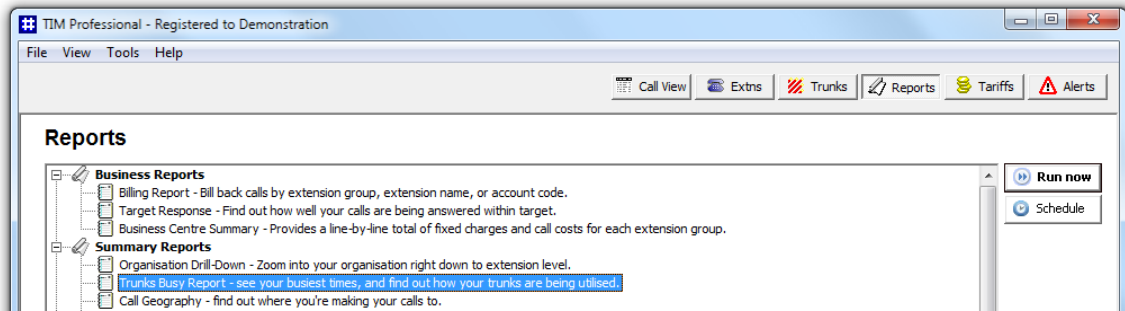 TIM Professional - Registered to Demonstration
File View Tools Help
Call View Extns Trunks Reports Tariffs Alerts
Reports
Business Reports
Run now
Billing Report - Bill back calls by extension group, extension name, or account code.
Target Response - Find out how well your calls are being answered within target.
Schedule
Business Centre Summary - Provides a line-by-line total of fixed charges and call costs for each extension group.
Summary Reports
Organisation Drill-Down - Zoom into your organisation right down to extension level.
Trunks Busy Report - see your busiest times, and find out how your trunks are being utilised.
Call Geography - find out where you're making your calls to.